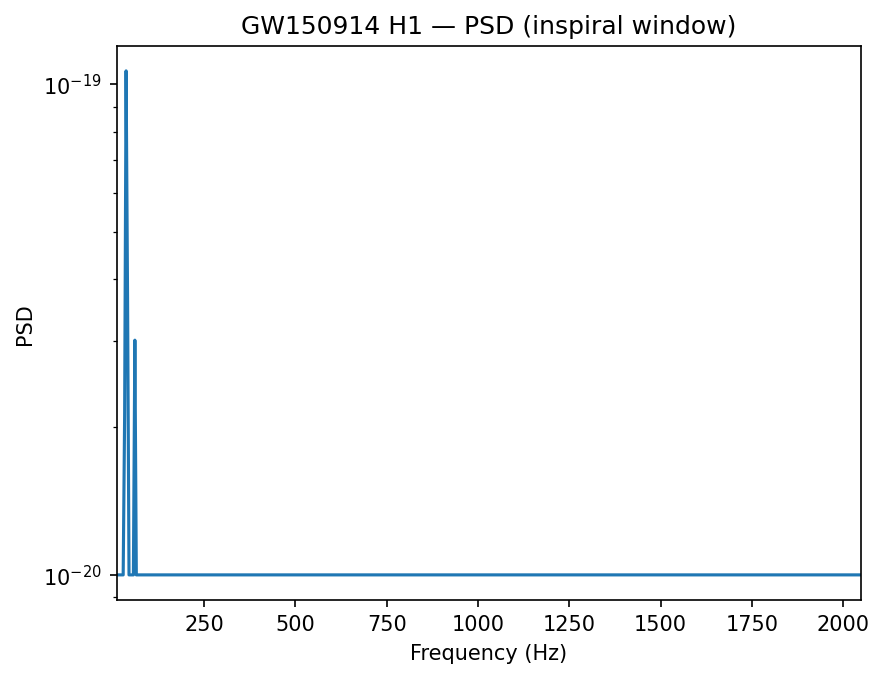 GW150914 H1 — PSD (inspiral window)
10⁻¹⁹
PSD
10⁻²⁰
250 500 750 1000 1250 1500 1750 2000
Frequency (Hz)